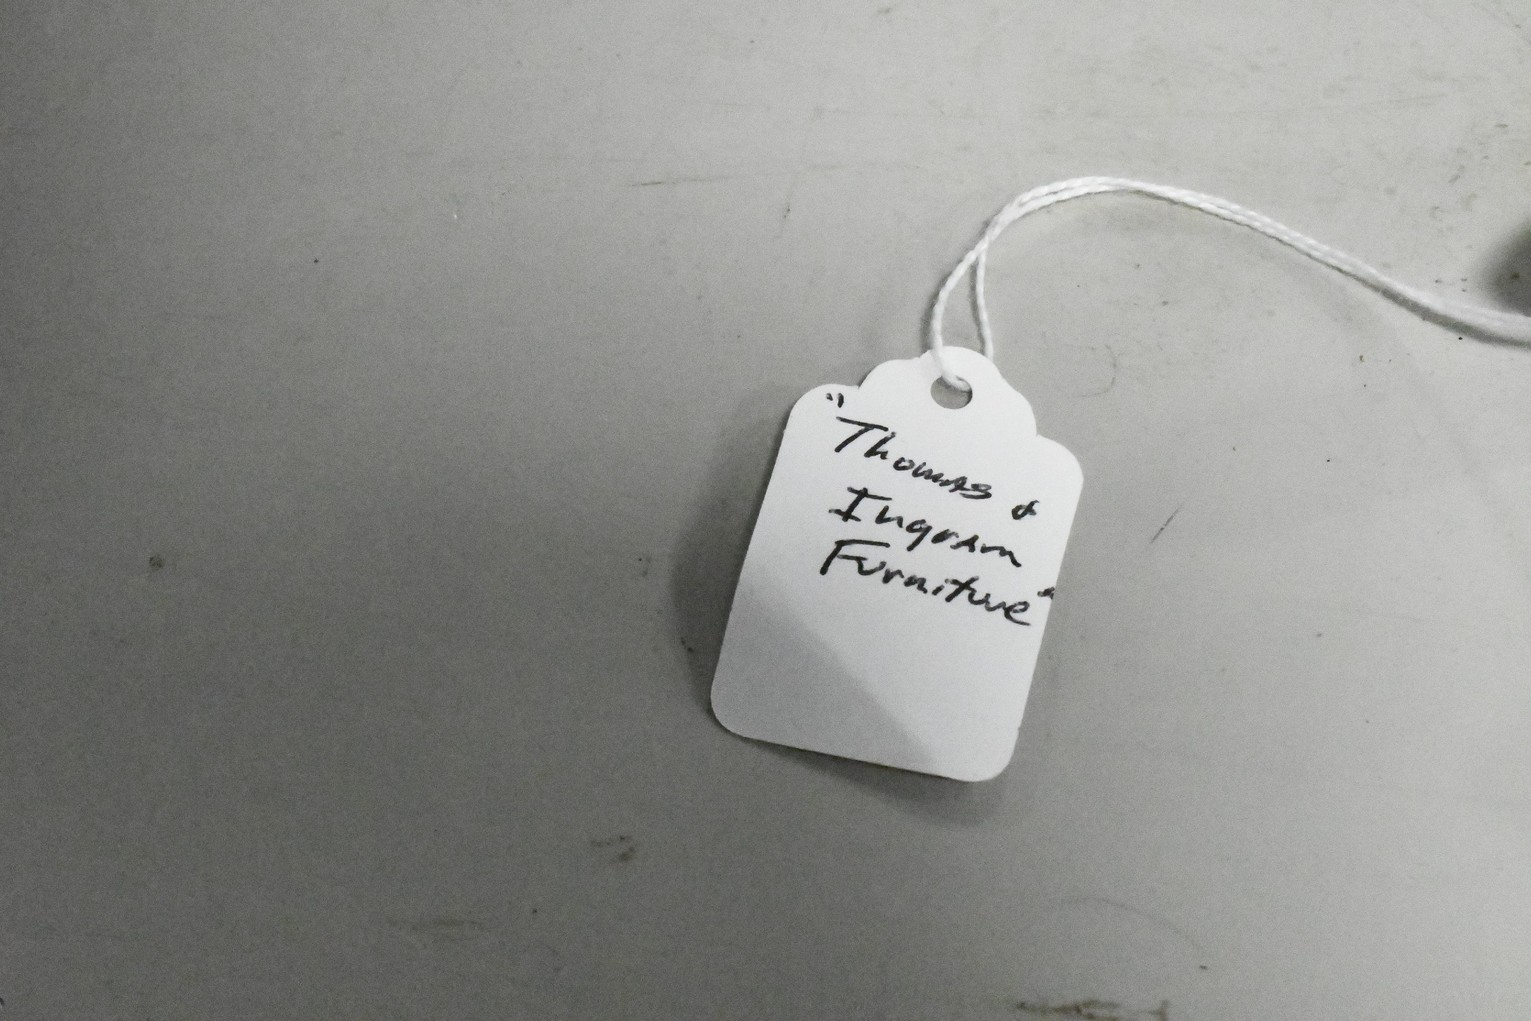 "Thomas &
Ingram
Furniture"